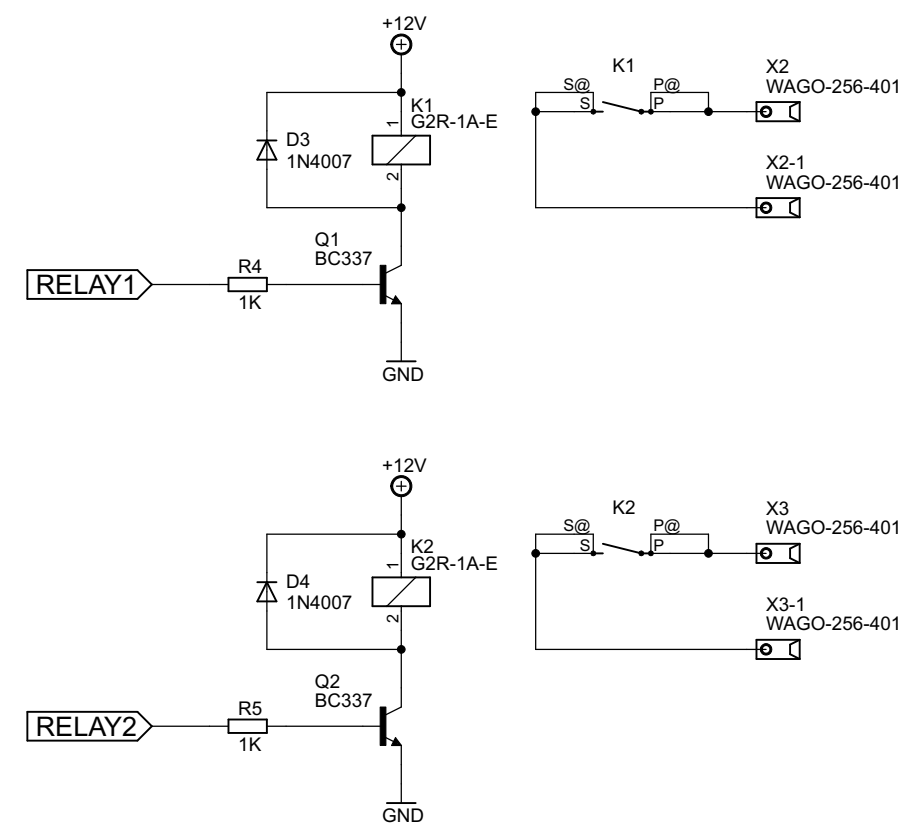 +12V
K1
G2R-1A-E
1
2
D3
1N4007
Q1
BC337
RELAY1
R4
1K
GND
K1
S@
P@
S
P
X2
WAGO-256-401
X2-1
WAGO-256-401
+12V
K2
G2R-1A-E
1
2
D4
1N4007
Q2
BC337
RELAY2
R5
1K
GND
K2
S@
P@
S
P
X3
WAGO-256-401
X3-1
WAGO-256-401